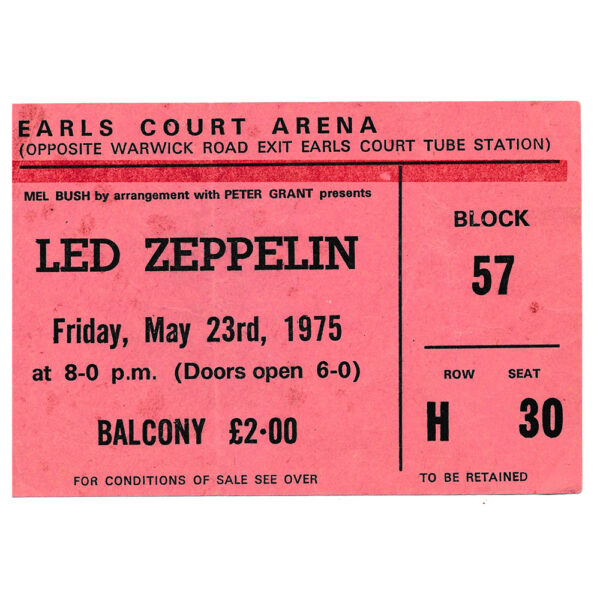 EARLS COURT ARENA
(OPPOSITE WARWICK ROAD EXIT EARLS COURT TUBE STATION)
MEL BUSH by arrangement with PETER GRANT presents
LED ZEPPELIN
Friday, May 23rd, 1975
at 8-0 p.m. (Doors open 6-0)
BALCONY £2·00
FOR CONDITIONS OF SALE SEE OVER
BLOCK
57
ROW SEAT
H 30
TO BE RETAINED